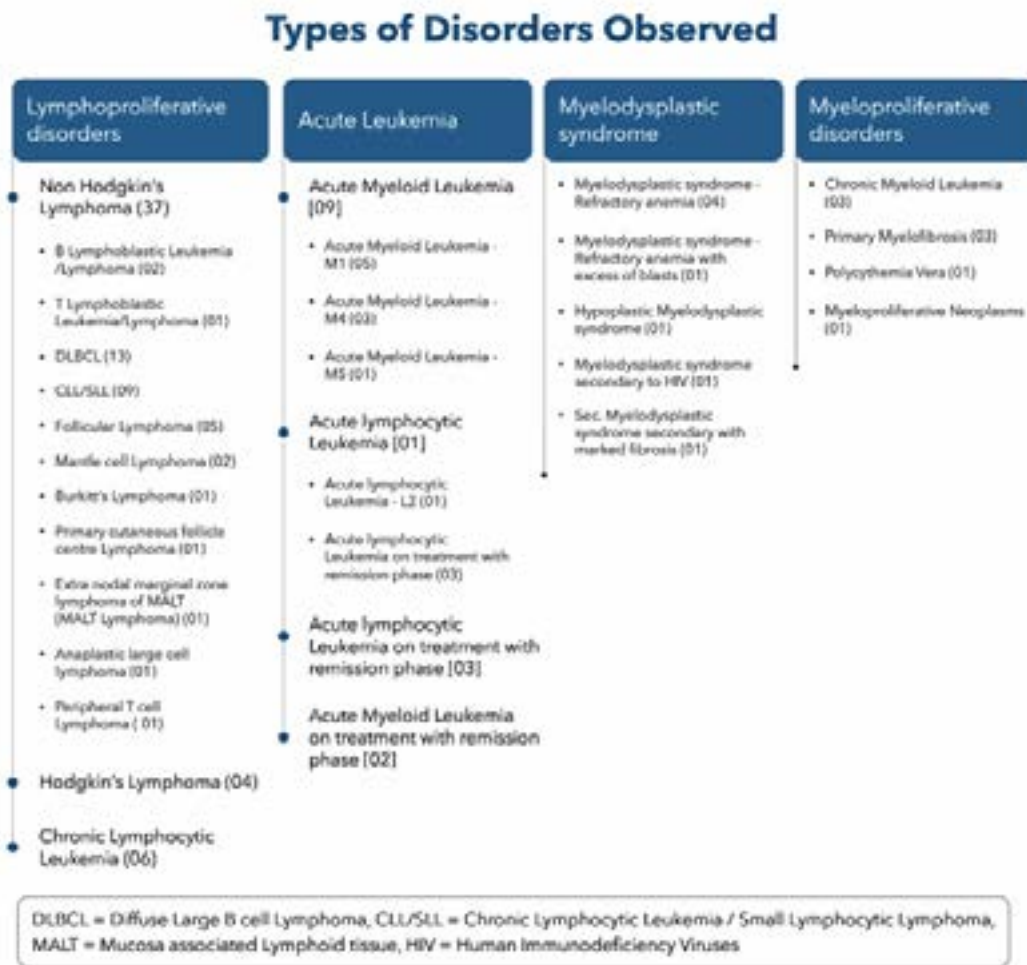 Types of Disorders Observed
Lymphoproliferative
disorders
Non Hodgkin's
Lymphoma (37)
• B Lymphoblastic Leukemia
/Lymphoma (02)
• T Lymphoblastic
Leukemia/Lymphoma (01)
• DLBCL (13)
• CLL/SLL (09)
• Follicular Lymphoma (05)
• Mantle cell Lymphoma (02)
• Burkitt's Lymphoma (01)
• Primary cutaneous follicle
centre Lymphoma (01)
• Extra nodal marginal zone
lymphoma of MALT
(MALT Lymphoma) (01)
• Anaplastic large cell
lymphoma (01)
• Peripheral T cell
Lymphoma ( 01)
Hodgkin's Lymphoma (04)
Chronic Lymphocytic
Leukemia (06)
Acute Leukemia
Acute Myeloid Leukemia
[09]
• Acute Myeloid Leukemia -
M1 (05)
• Acute Myeloid Leukemia -
M4 (03)
• Acute Myeloid Leukemia -
M5 (01)
Acute lymphocytic
Leukemia [01]
• Acute lymphocytic
Leukemia - L2 (01)
• Acute lymphocytic
Leukemia on treatment with
remission phase (03)
Acute lymphocytic
Leukemia on treatment with
remission phase [03]
Acute Myeloid Leukemia
on treatment with remission
phase [02]
Myelodysplastic
syndrome
• Myelodysplastic syndrome -
Refractory anemia (04)
• Myelodysplastic syndrome -
Refractory anemia with
excess of blasts (01)
• Hypoplastic Myelodysplastic
syndrome (01)
• Myelodysplastic syndrome
secondary to HIV (01)
• Sec. Myelodysplastic
syndrome secondary with
marked fibrosis (01)
Myeloproliferative
disorders
• Chronic Myeloid Leukemia
(03)
• Primary Myelofibrosis (03)
• Polycythemia Vera (01)
• Myeloproliferative Neoplasms
(01)
DLBCL = Diffuse Large B cell Lymphoma, CLL/SLL = Chronic Lymphocytic Leukemia / Small Lymphocytic Lymphoma,
MALT = Mucosa associated Lymphoid tissue, HIV = Human Immunodeficiency Viruses